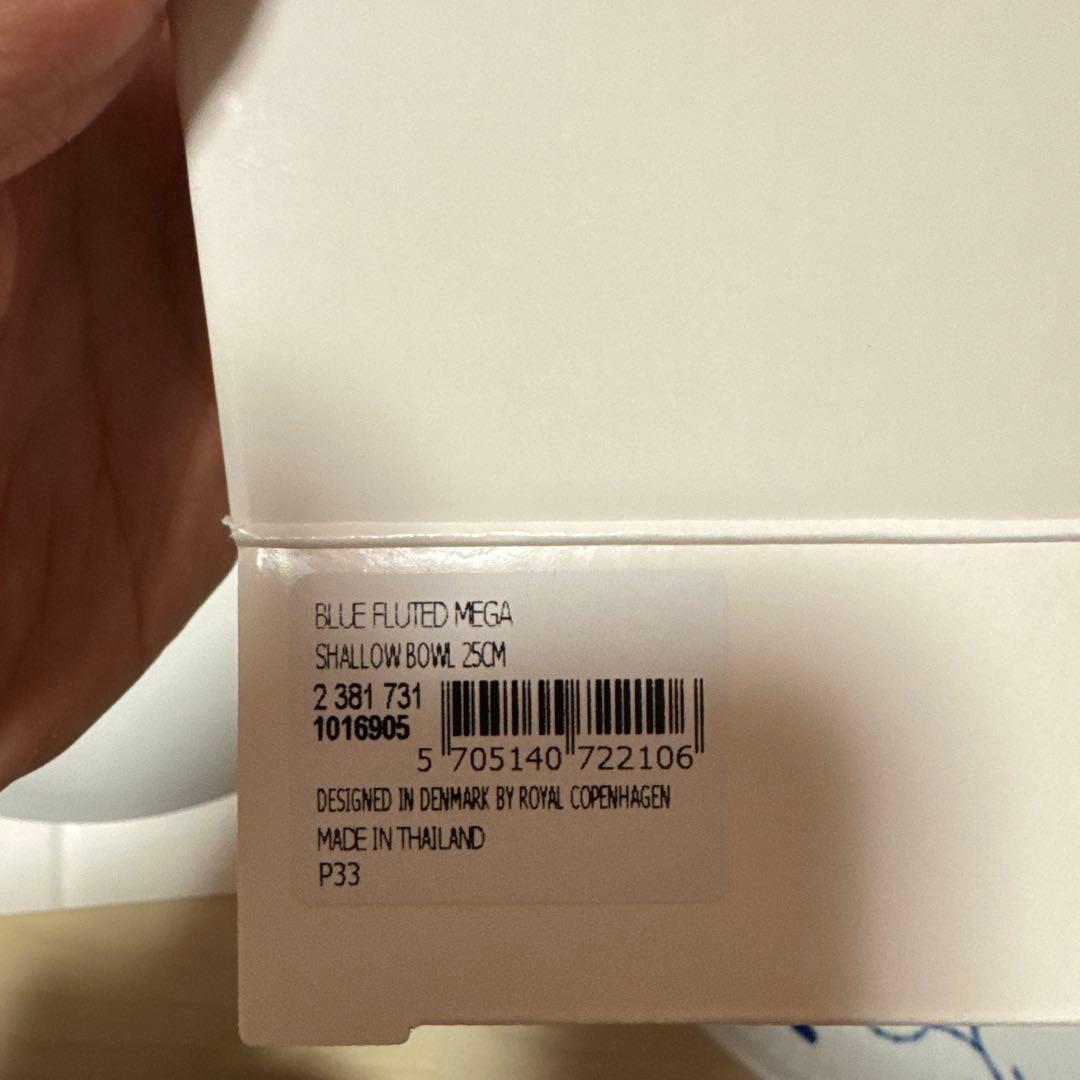 BLUE FLUTED MEGA
SHALLOW BOWL 25CM
2 381 731
1016905
5 705140 722106
DESIGNED IN DENMARK BY ROYAL COPENHAGEN
MADE IN THAILAND
P33